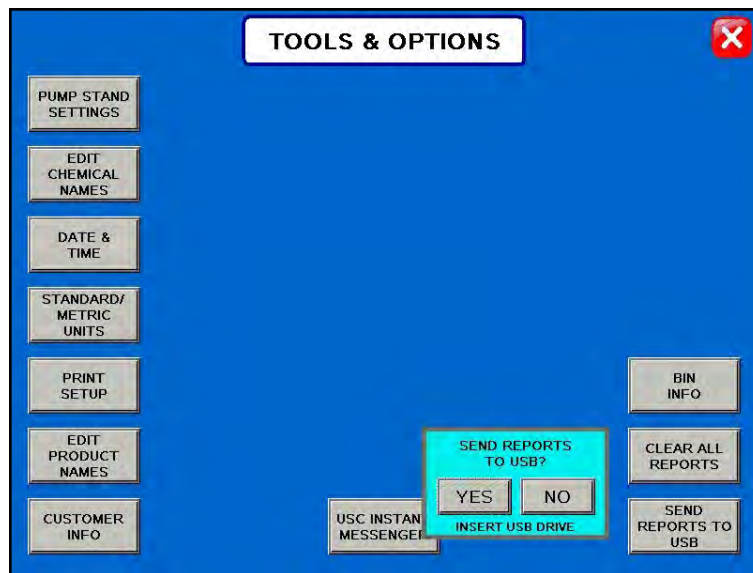 TOOLS & OPTIONS
PUMP STAND
SETTINGS
EDIT
CHEMICAL
NAMES
DATE &
TIME
STANDARD/
METRIC
UNITS
PRINT
SETUP
EDIT
PRODUCT
NAMES
CUSTOMER
INFO
USC INSTAN
MESSENGER
SEND REPORTS
TO USB?
YES NO
INSERT USB DRIVE
BIN
INFO
CLEAR ALL
REPORTS
SEND
REPORTS TO
USB